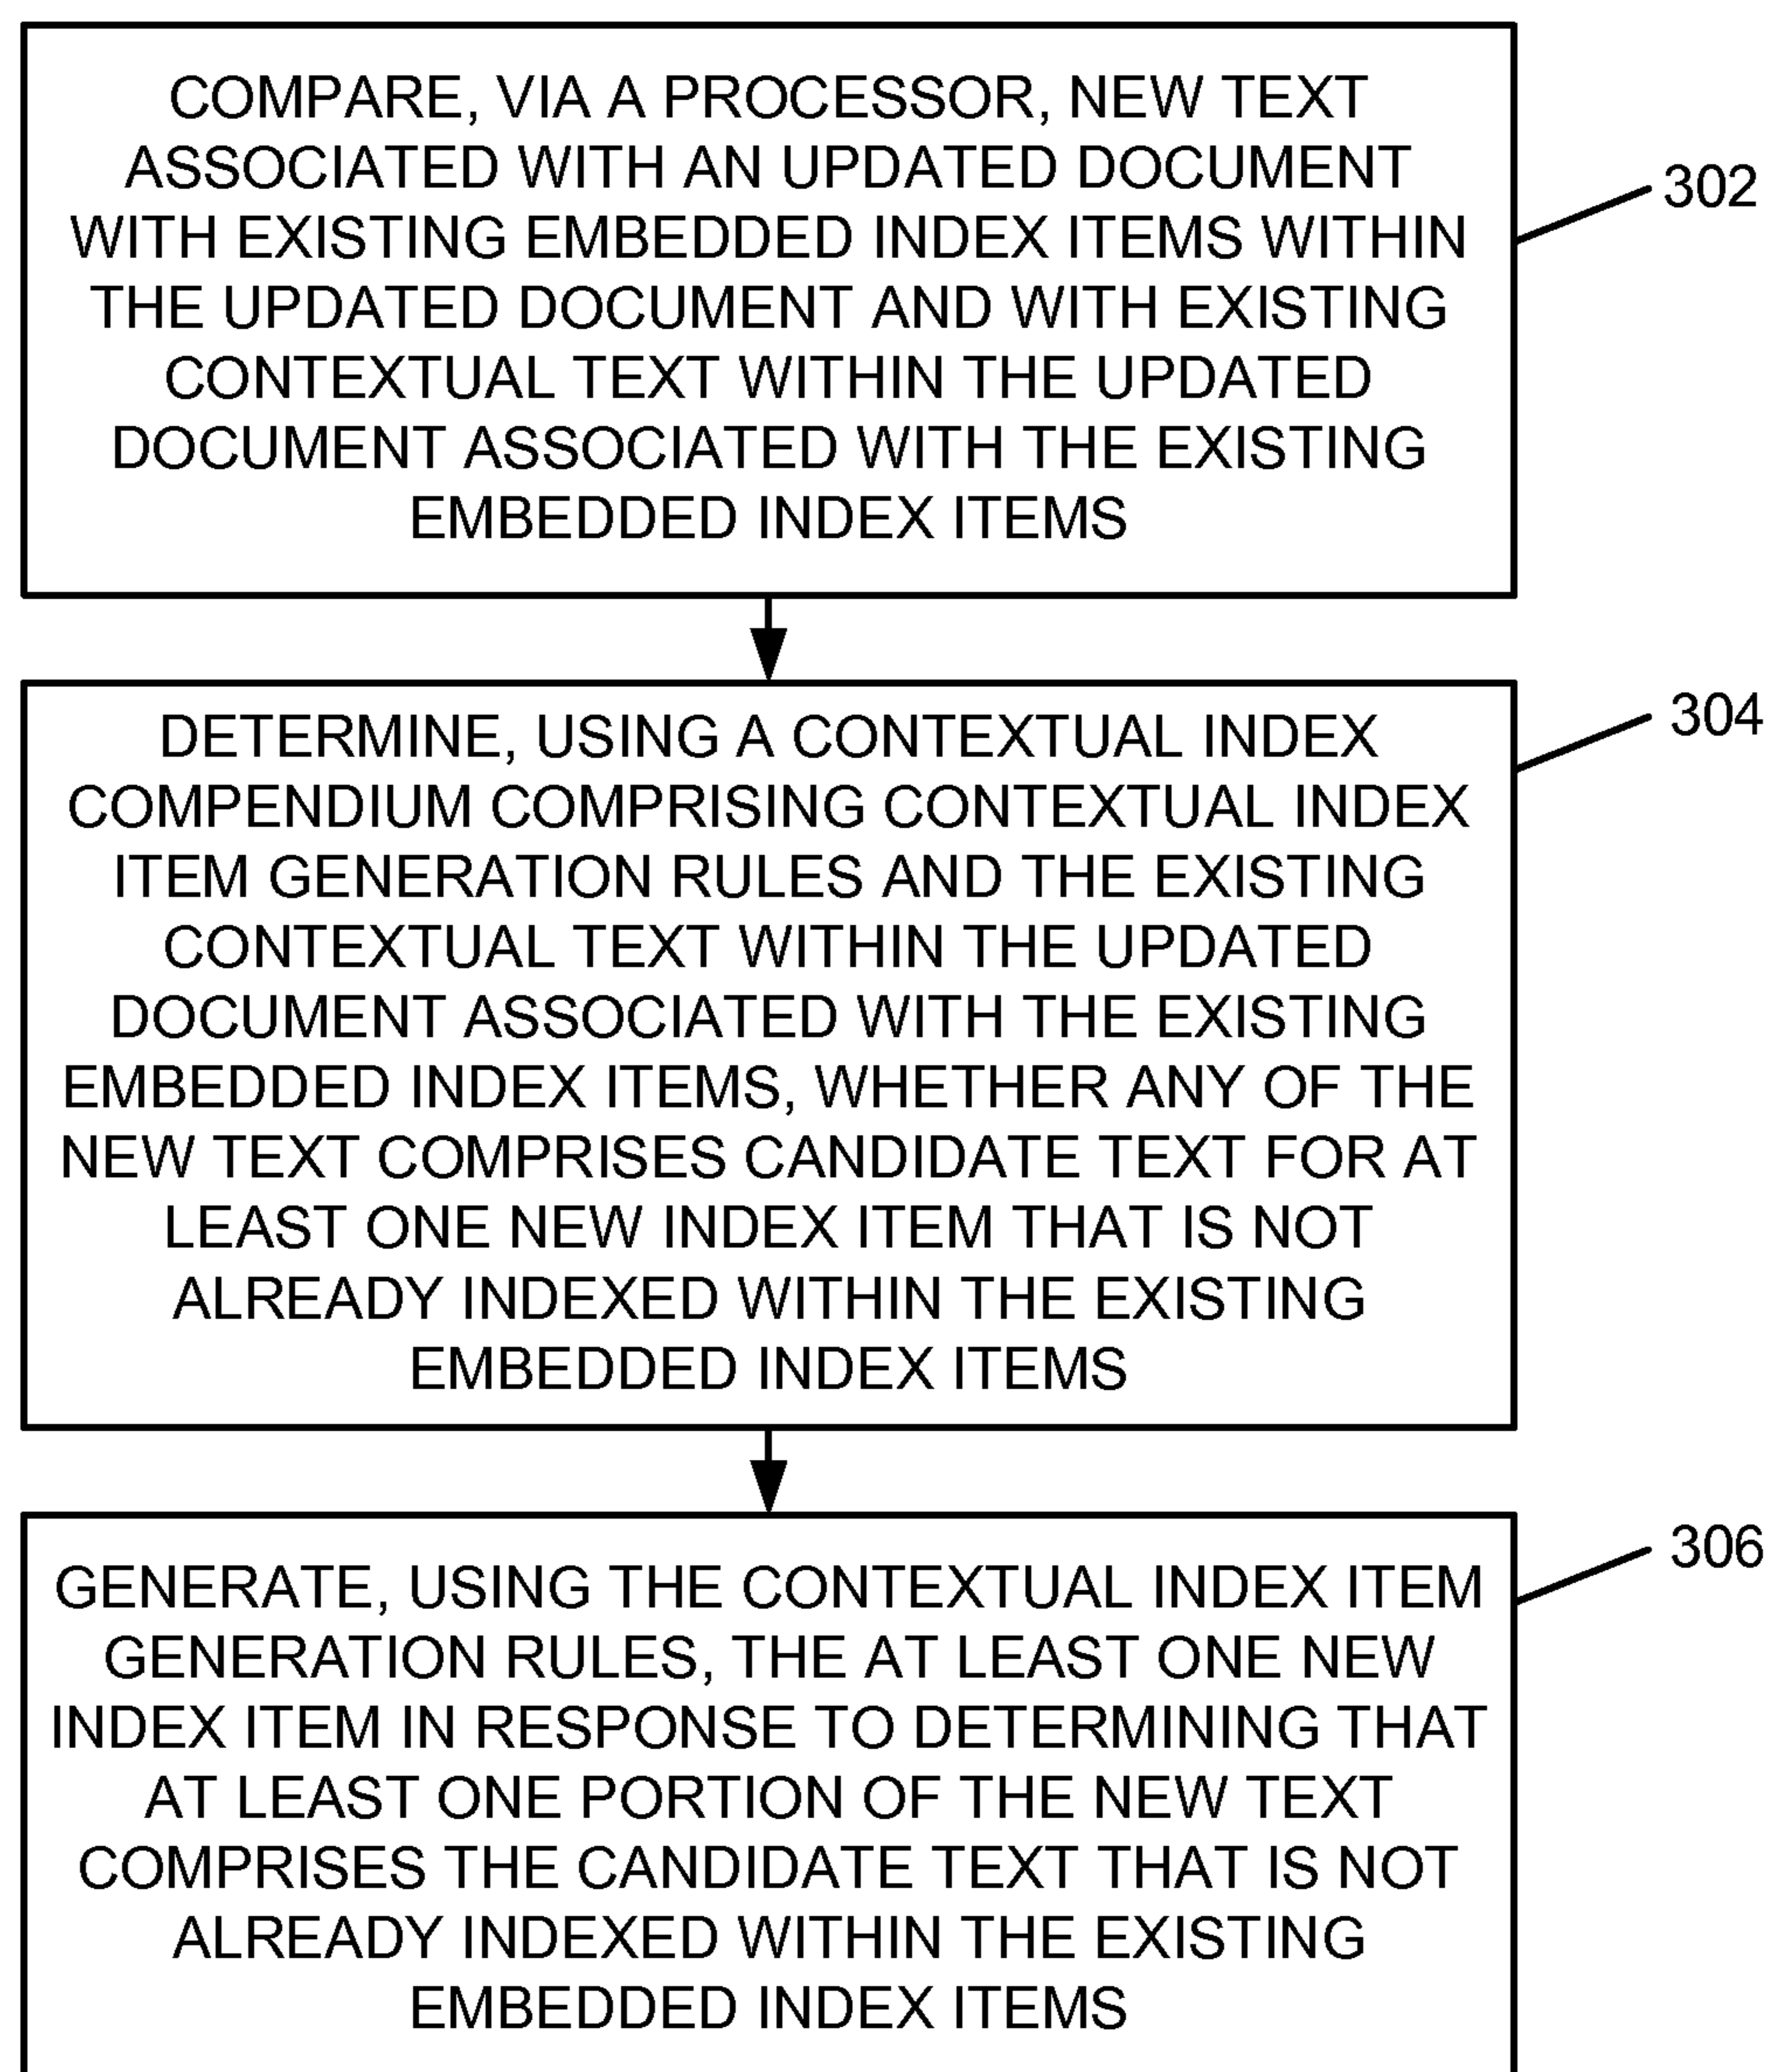 COMPARE, VIA A PROCESSOR, NEW TEXT
ASSOCIATED WITH AN UPDATED DOCUMENT
WITH EXISTING EMBEDDED INDEX ITEMS WITHIN
THE UPDATED DOCUMENT AND WITH EXISTING
CONTEXTUAL TEXT WITHIN THE UPDATED
DOCUMENT ASSOCIATED WITH THE EXISTING
EMBEDDED INDEX ITEMS
302
DETERMINE, USING A CONTEXTUAL INDEX
COMPENDIUM COMPRISING CONTEXTUAL INDEX
ITEM GENERATION RULES AND THE EXISTING
CONTEXTUAL TEXT WITHIN THE UPDATED
DOCUMENT ASSOCIATED WITH THE EXISTING
EMBEDDED INDEX ITEMS, WHETHER ANY OF THE
NEW TEXT COMPRISES CANDIDATE TEXT FOR AT
LEAST ONE NEW INDEX ITEM THAT IS NOT
ALREADY INDEXED WITHIN THE EXISTING
EMBEDDED INDEX ITEMS
304
GENERATE, USING THE CONTEXTUAL INDEX ITEM
GENERATION RULES, THE AT LEAST ONE NEW
INDEX ITEM IN RESPONSE TO DETERMINING THAT
AT LEAST ONE PORTION OF THE NEW TEXT
COMPRISES THE CANDIDATE TEXT THAT IS NOT
ALREADY INDEXED WITHIN THE EXISTING
EMBEDDED INDEX ITEMS
306